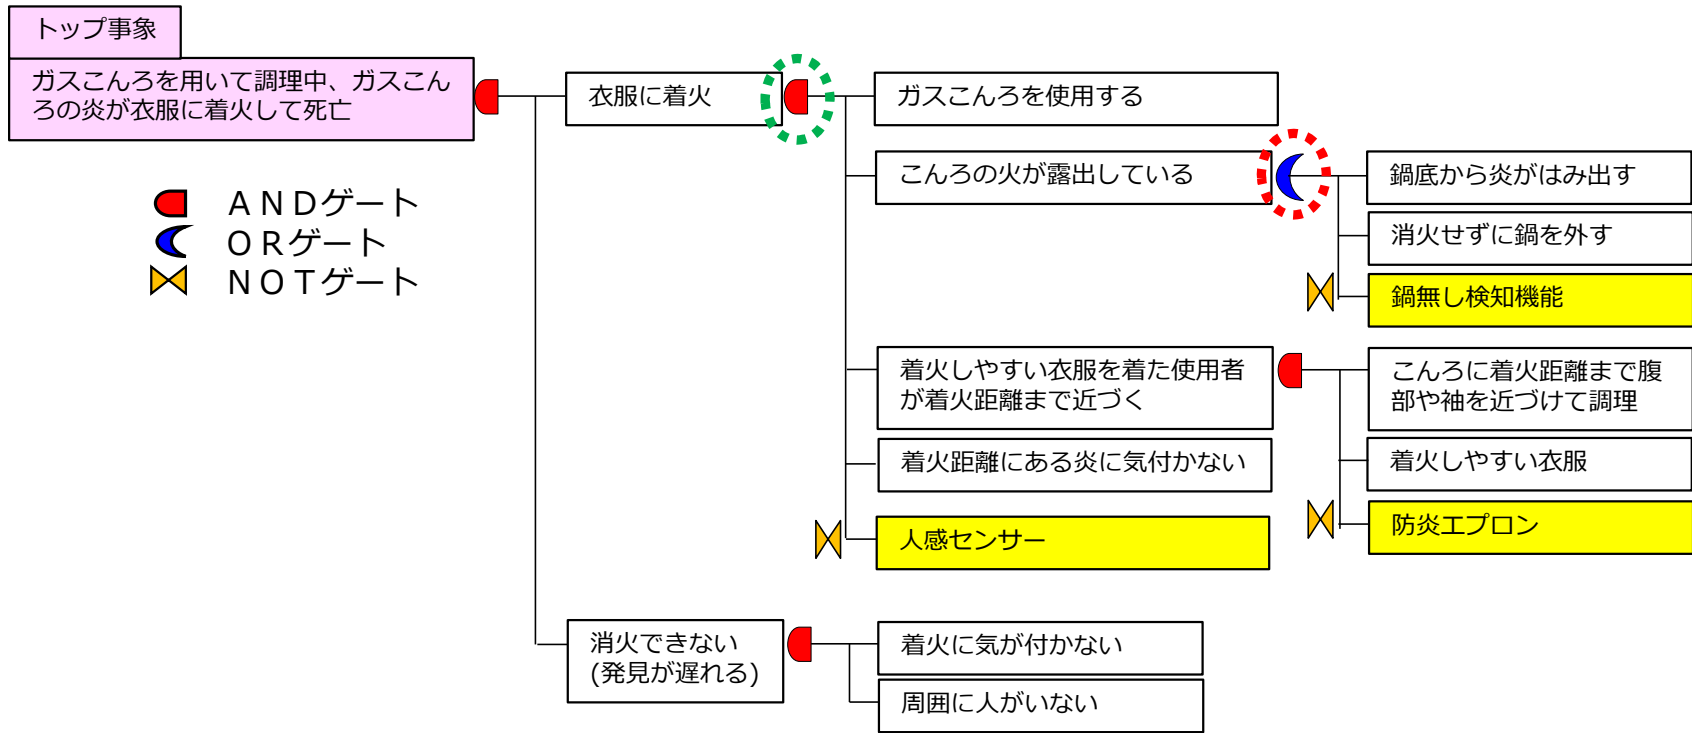 トップ事象
ガスこんろを用いて調理中、ガスこん
ろの炎が衣服に着火して死亡
ANDゲート
ORゲート
NOTゲート
衣服に着火
ガスこんろを使用する
こんろの火が露出している
鍋底から炎がはみ出す
消火せずに鍋を外す
鍋無し検知機能
着火しやすい衣服を着た使用者
が着火距離まで近づく
こんろに着火距離まで腹
部や袖を近づけて調理
着火しやすい衣服
防炎エプロン
着火距離にある炎に気付かない
人感センサー
消火できない
(発見が遅れる)
着火に気が付かない
周囲に人がいない